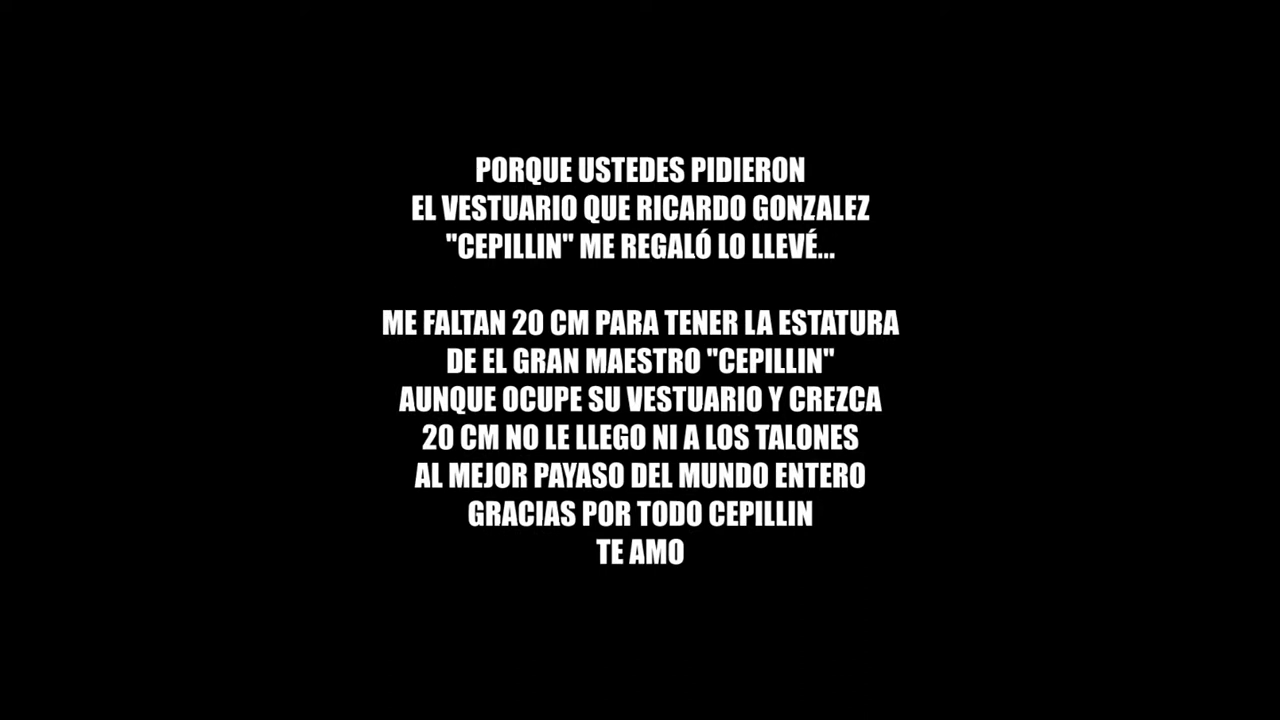 PORQUE USTEDES PIDIERON
EL VESTUARIO QUE RICARDO GONZALEZ
"CEPILLIN" ME REGALÓ LO LLEVÉ...
ME FALTAN 20 CM PARA TENER LA ESTATURA
DE EL GRAN MAESTRO "CEPILLIN"
AUNQUE OCUPE SU VESTUARIO Y CREZCA
20 CM NO LE LLEGO NI A LOS TALONES
AL MEJOR PAYASO DEL MUNDO ENTERO
GRACIAS POR TODO CEPILLIN
TE AMO